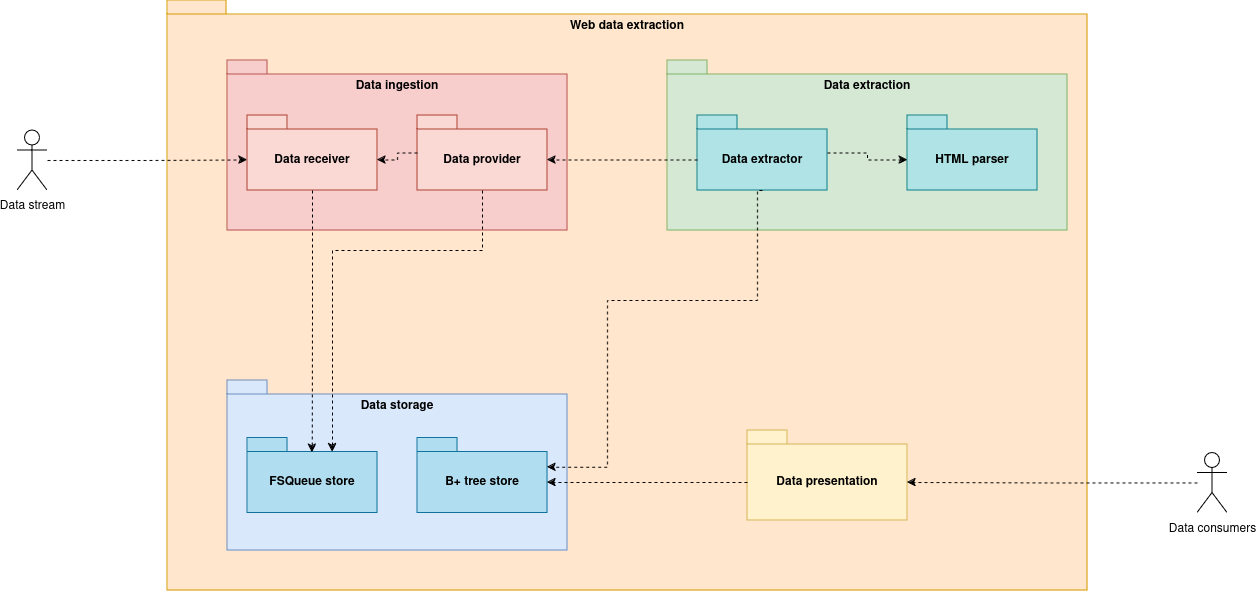 Web data extraction
Data ingestion
Data extraction
Data receiver
Data provider
Data extractor
HTML parser
Data stream
Data storage
FSQueue store
B+ tree store
Data presentation
Data consumers